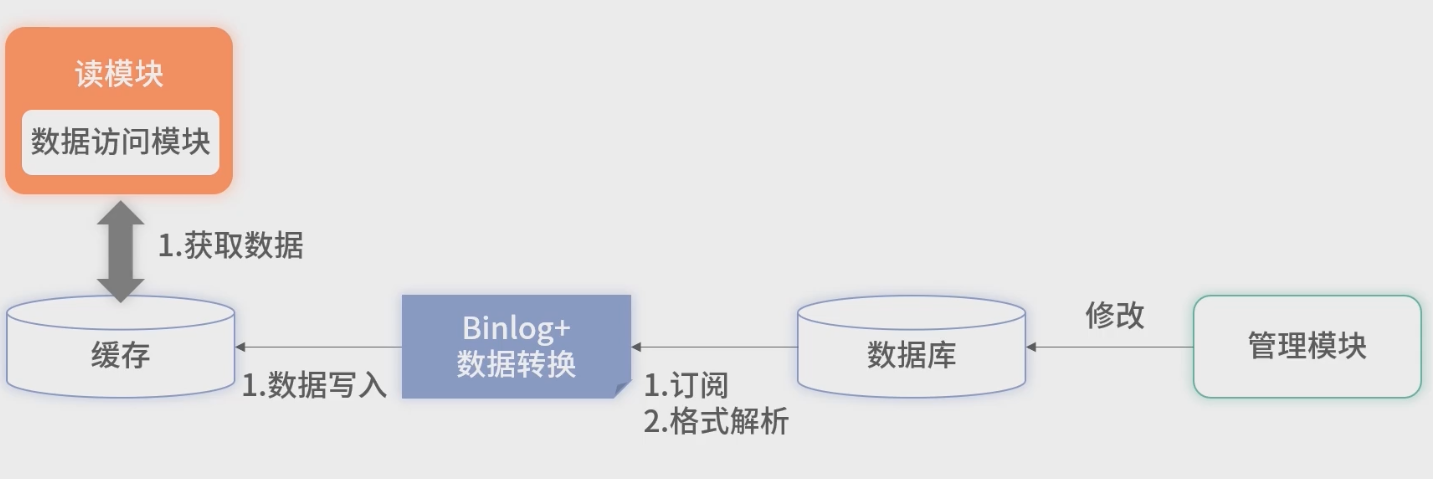 读模块
数据访问模块
1.获取数据
缓存
1.数据写入
Binlog+
数据转换
1.订阅
2.格式解析
数据库
修改
管理模块